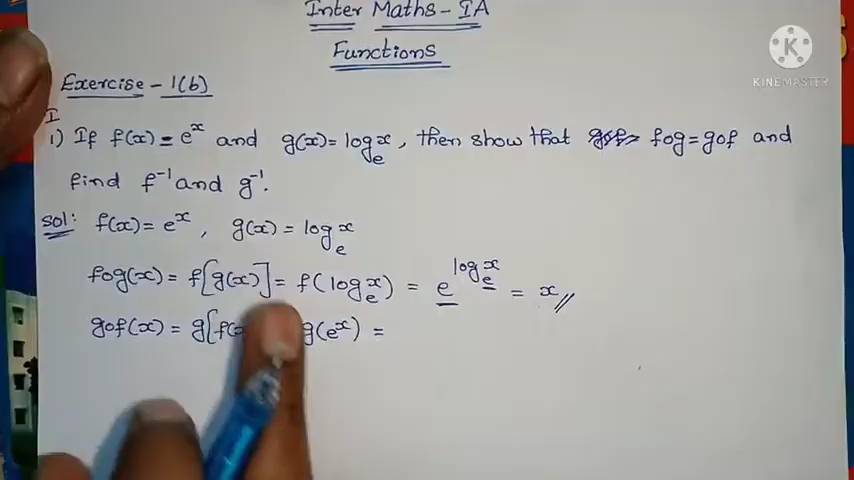 Inter Maths - IA
Functions
KINEMASTER
Exercise - 1(b)
I
1) If f(x) = e^x and g(x) = log_e x, then show that fog = gof and
find f⁻¹ and g⁻¹.
Sol: f(x) = e^x, g(x) = log_e x
fog(x) = f[g(x)] = f(log_e x) = e^(log_e x) = x //
gof(x) = g[f(x g(e^x) =